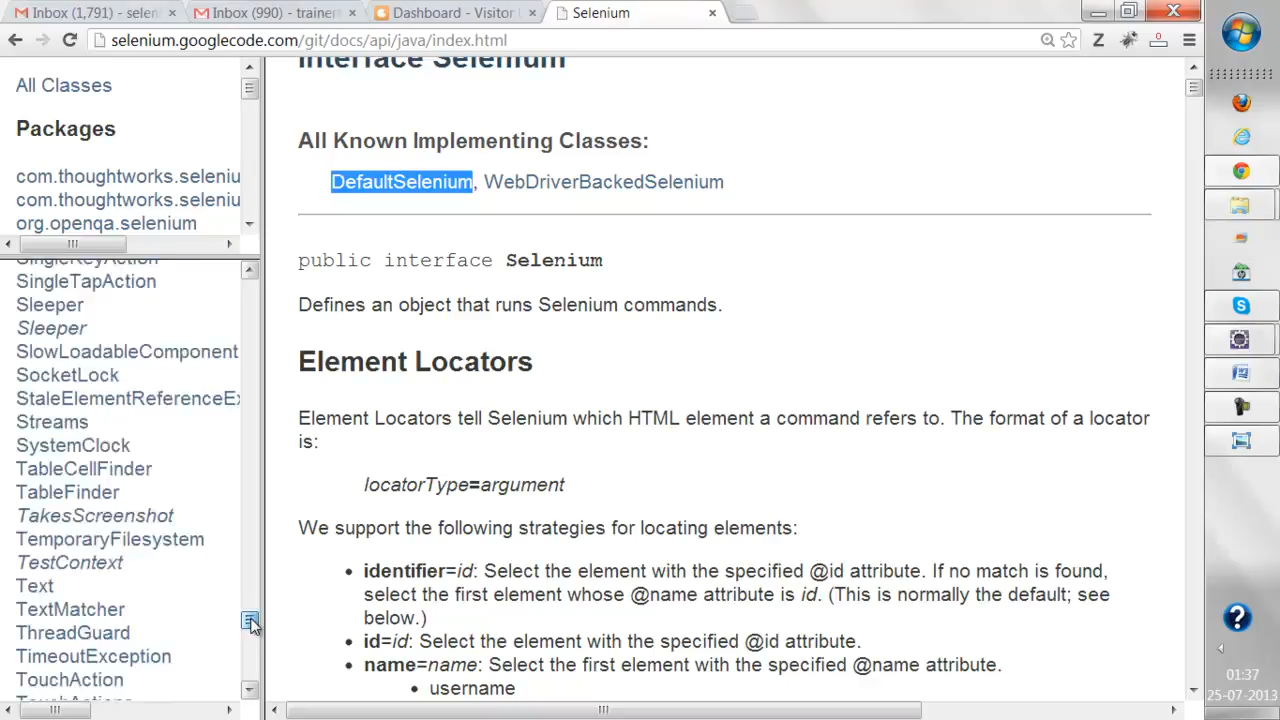 Inbox (1,791) - selen
Inbox (990) - trainer
Dashboard - Visitor
Selenium
selenium.googlecode.com/git/docs/api/java/index.html
All Classes
Packages
com.thoughtworks.seleniu
com.thoughtworks.seleniu
org.openqa.selenium
SingleKeyAction
SingleTapAction
Sleeper
Sleeper
SlowLoadableComponent
SocketLock
StaleElementReferenceEx
Streams
SystemClock
TableCellFinder
TableFinder
TakesScreenshot
TemporaryFilesystem
TestContext
Text
TextMatcher
ThreadGuard
TimeoutException
TouchAction
TouchActions
Interface Selenium
All Known Implementing Classes:
DefaultSelenium, WebDriverBackedSelenium
public interface Selenium
Defines an object that runs Selenium commands.
Element Locators
Element Locators tell Selenium which HTML element a command refers to. The format of a locator
is:
locatorType=argument
We support the following strategies for locating elements:
• identifier=id: Select the element with the specified @id attribute. If no match is found,
select the first element whose @name attribute is id. (This is normally the default; see
below.)
• id=id: Select the element with the specified @id attribute.
• name=name: Select the first element with the specified @name attribute.
• username
01:37
25-07-2013